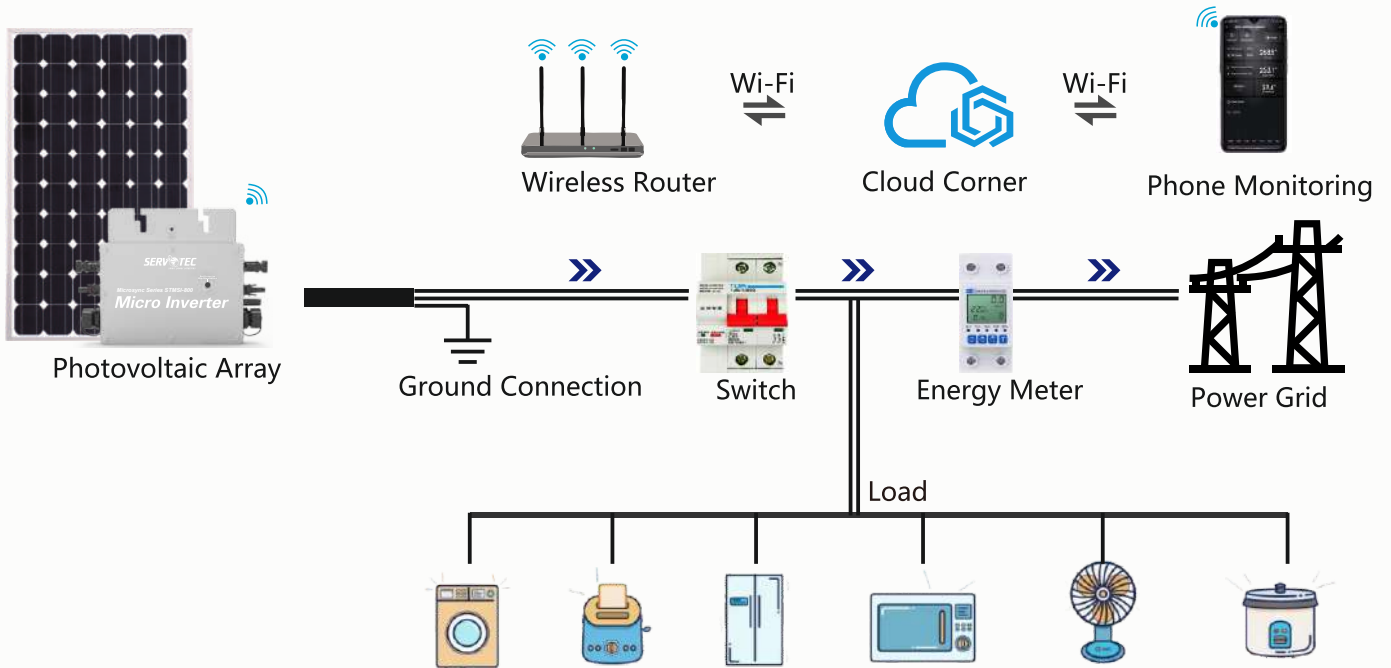 Wi-Fi
Wi-Fi
Wireless Router
Cloud Corner
Phone Monitoring
SERVOTEC
Micro Inverter
Photovoltaic Array
Ground Connection
Switch
Energy Meter
Power Grid
Load